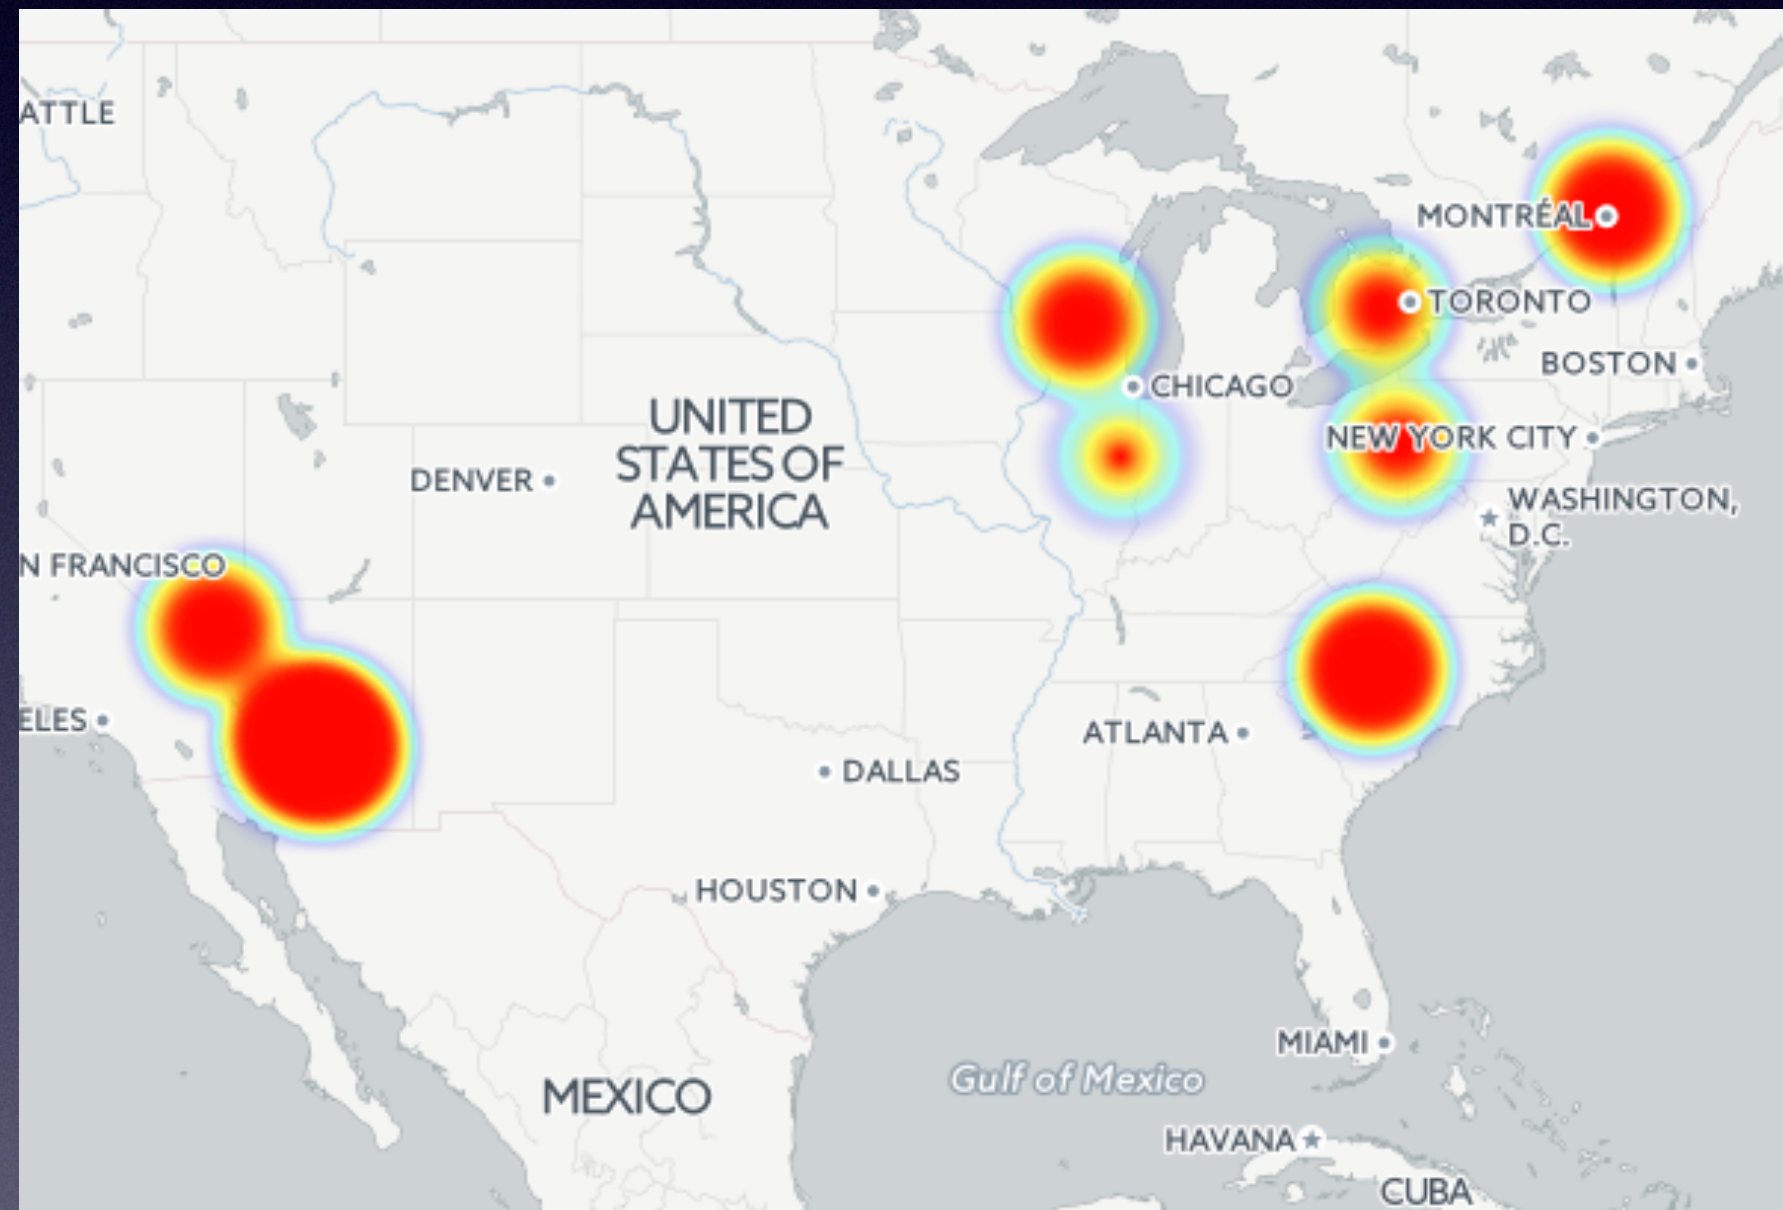 ATTLE
MONTRÉAL
TORONTO
BOSTON
CHICAGO
UNITED
STATES OF
AMERICA
NEW YORK CITY
DENVER
WASHINGTON,
D.C.
N FRANCISCO
ELES
ATLANTA
DALLAS
HOUSTON
MIAMI
Gulf of Mexico
MEXICO
HAVANA
CUBA